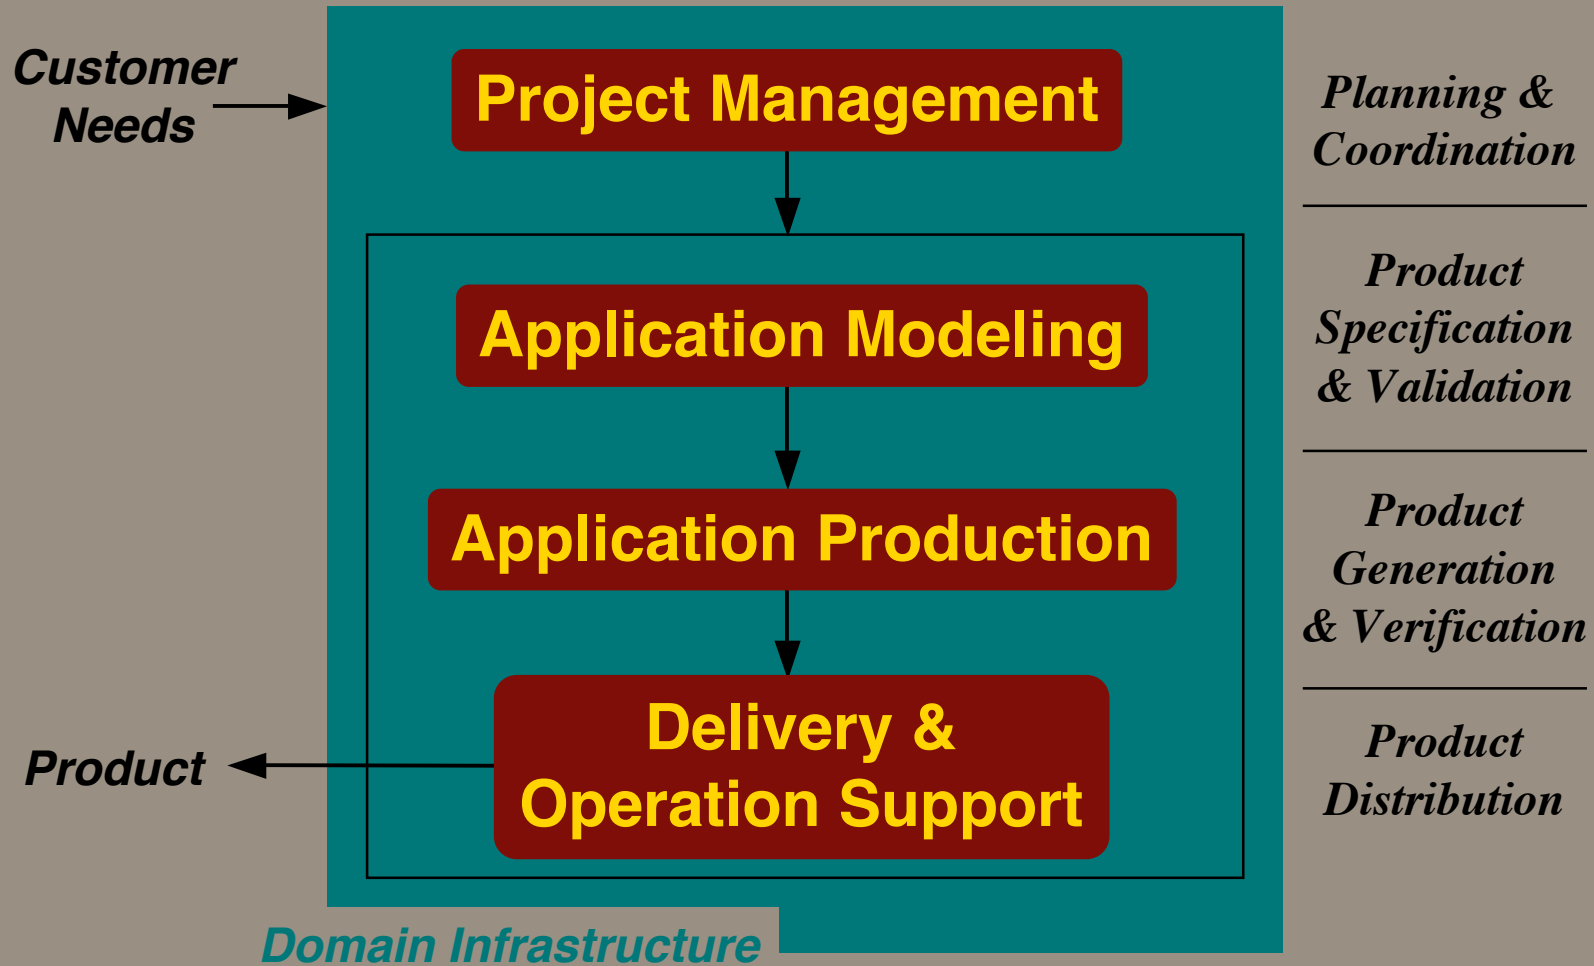 Customer
Needs
Project Management
Planning &
Coordination
Application Modeling
Product
Specification
& Validation
Application Production
Product
Generation
& Verification
Delivery &
Operation Support
Product
Product
Distribution
Domain Infrastructure